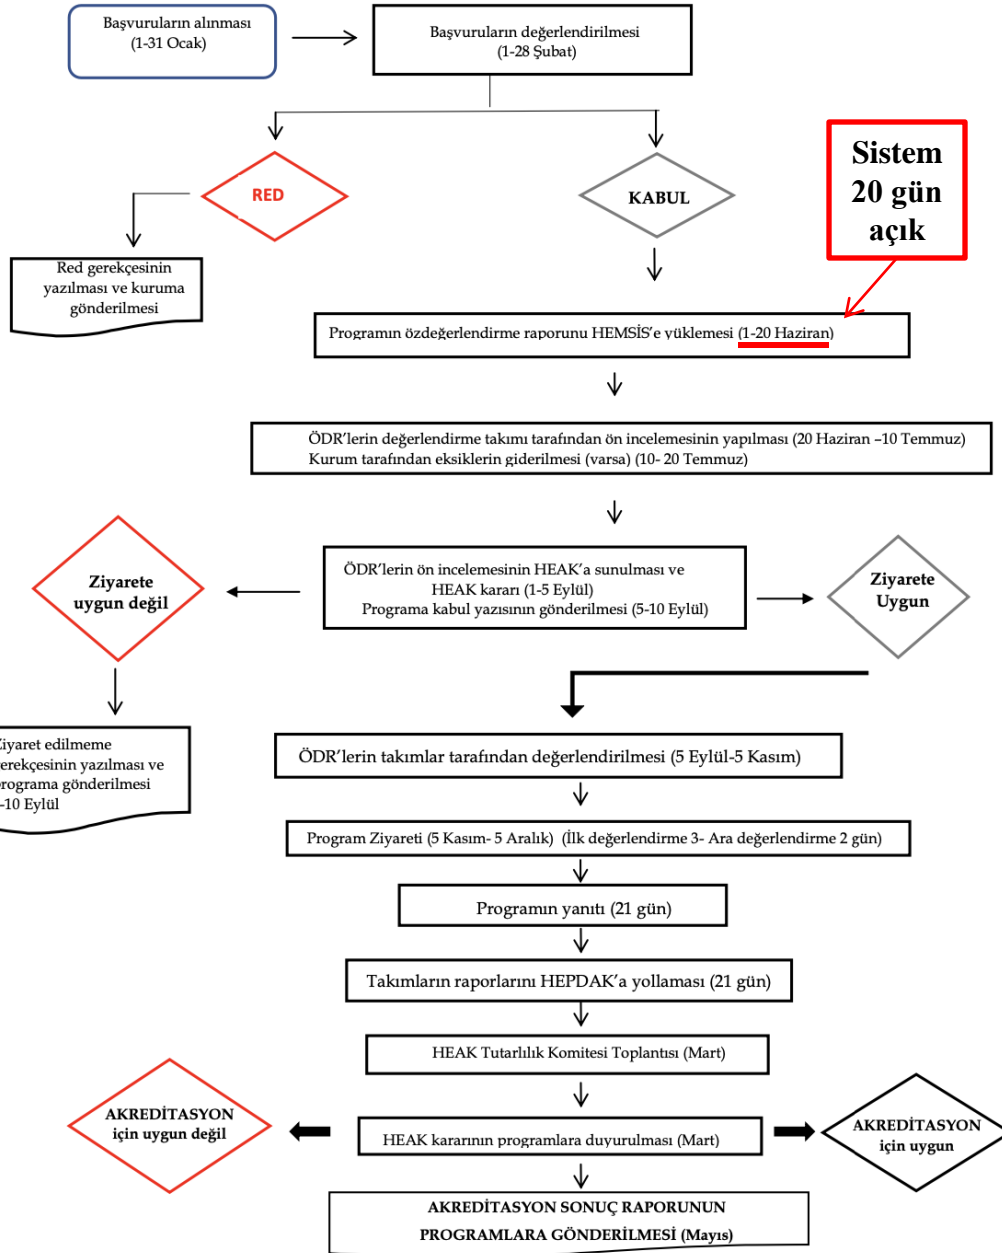 Başvuruların alınması
(1-31 Ocak)
Başvuruların değerlendirilmesi
(1-28 Şubat)
RED
KABUL
Sistem
20 gün
açık
Red gerekçesinin
yazılması ve kuruma
gönderilmesi
Programın özdeğerlendirme raporunu HEMSİS'e yüklemesi (1-20 Haziran)
ÖDR'lerin değerlendirme takımı tarafından ön incelemesinin yapılması (20 Haziran –10 Temmuz)
Kurum tarafından eksiklerin giderilmesi (varsa) (10- 20 Temmuz)
Ziyarete
uygun değil
ÖDR'lerin ön incelemesinin HEAK'a sunulması ve
HEAK kararı (1-5 Eylül)
Programa kabul yazısının gönderilmesi (5-10 Eylül)
Ziyarete
Uygun
edilmeme
yazılması ve
gönderilmesi
-10 Eylül
ÖDR'lerin takımlar tarafından değerlendirilmesi (5 Eylül-5 Kasım)
Program Ziyareti (5 Kasım- 5 Aralık) (İlk değerlendirme 3- Ara değerlendirme 2 gün)
Programın yanıtı (21 gün)
Takımların raporlarını HEPDAK'a yollaması (21 gün)
HEAK Tutarlılık Komitesi Toplantısı (Mart)
AKREDİTASYON
için uygun değil
HEAK kararının programlara duyurulması (Mart)
AKREDİTASYON
için uygun
AKREDİTASYON SONUÇ RAPORUNUN
PROGRAMLARA GÖNDERİLMESİ (Mayıs)